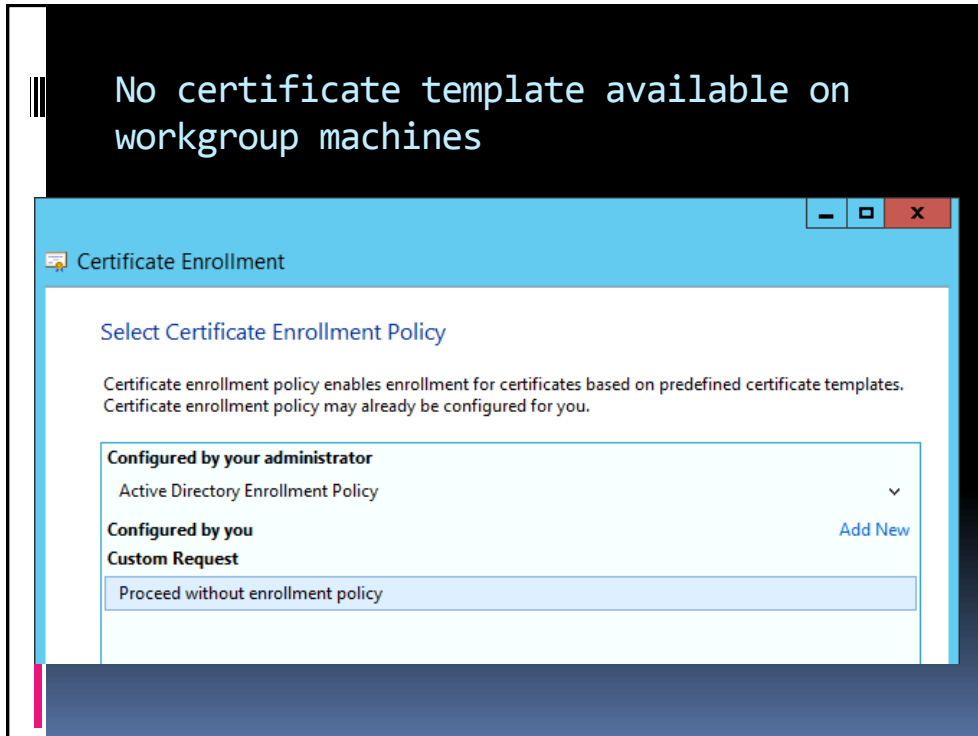 No certificate template available on
workgroup machines
Certificate Enrollment
Select Certificate Enrollment Policy
Certificate enrollment policy enables enrollment for certificates based on predefined certificate templates.
Certificate enrollment policy may already be configured for you.
Configured by your administrator
Active Directory Enrollment Policy
Configured by you Add New
Custom Request
Proceed without enrollment policy